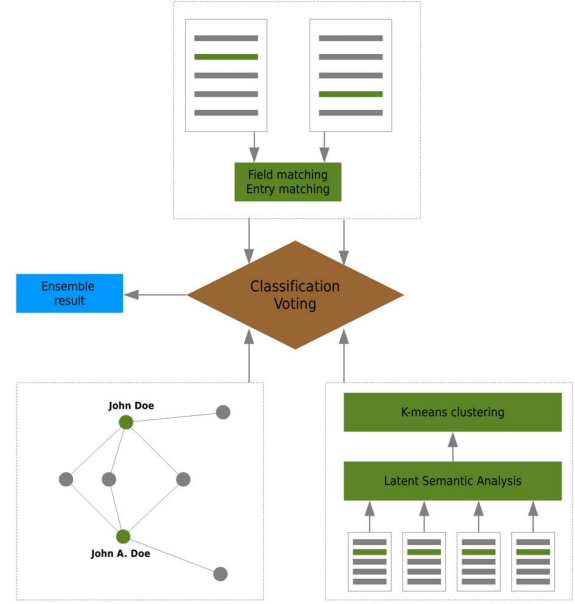 Field matching
Entry matching
Classification
Voting
Ensemble
result
John Doe
John A. Doe
K-means clustering
Latent Semantic Analysis